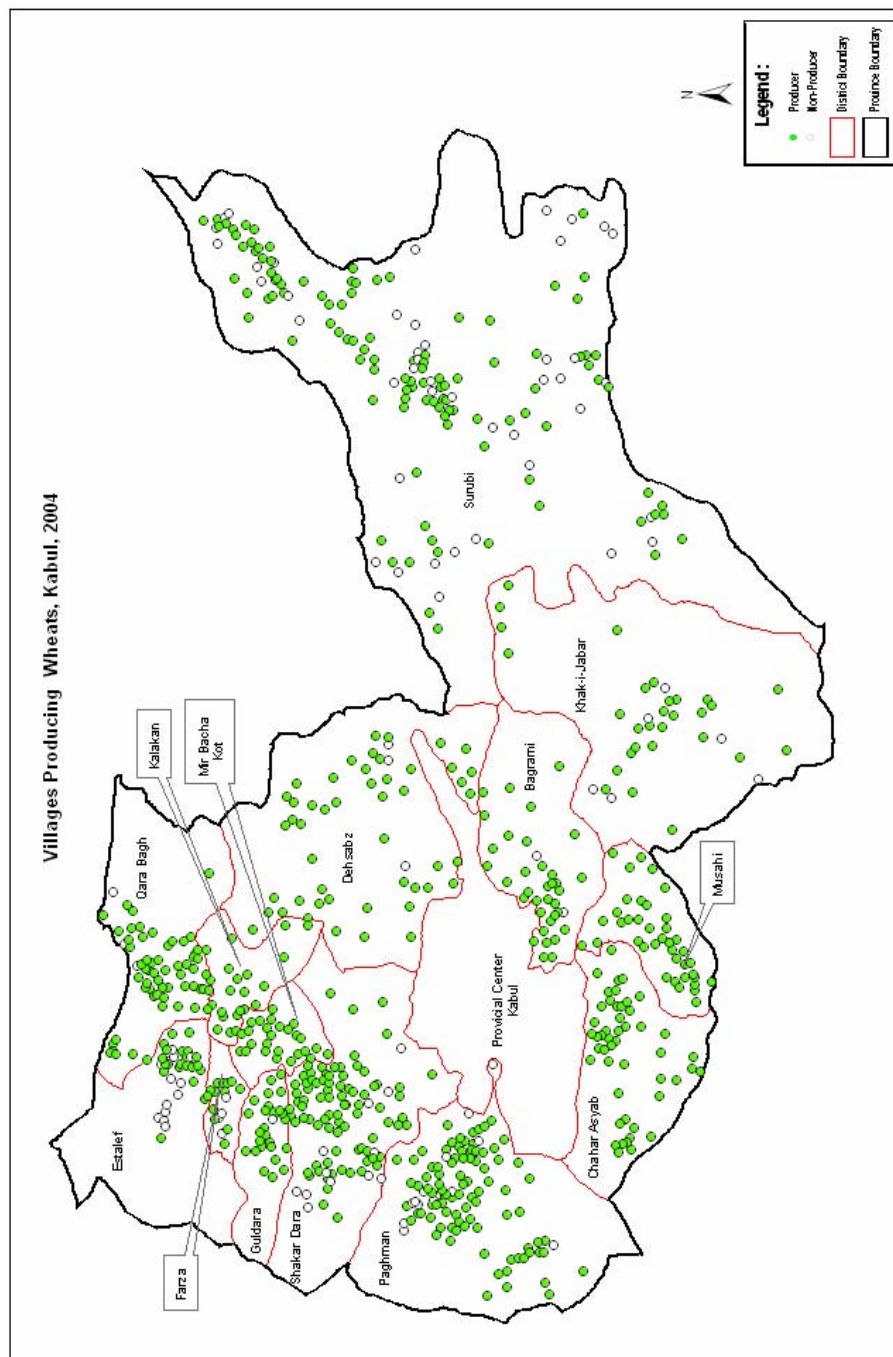 Villages Producing Wheats, Kabul, 2004
N
Qara Bagh
Kalakan
Mir Bacha
Kot
Estalef
Farza
Guldara
Shakar Dara
Dehsabz
Paghman
Provicial Center
Kabul
Bagrami
Surubi
Khak-i-Jabar
Chahar Asyab
Musahi
Legend :
Producer
Non-Producer
District Boundary
Province Boundary